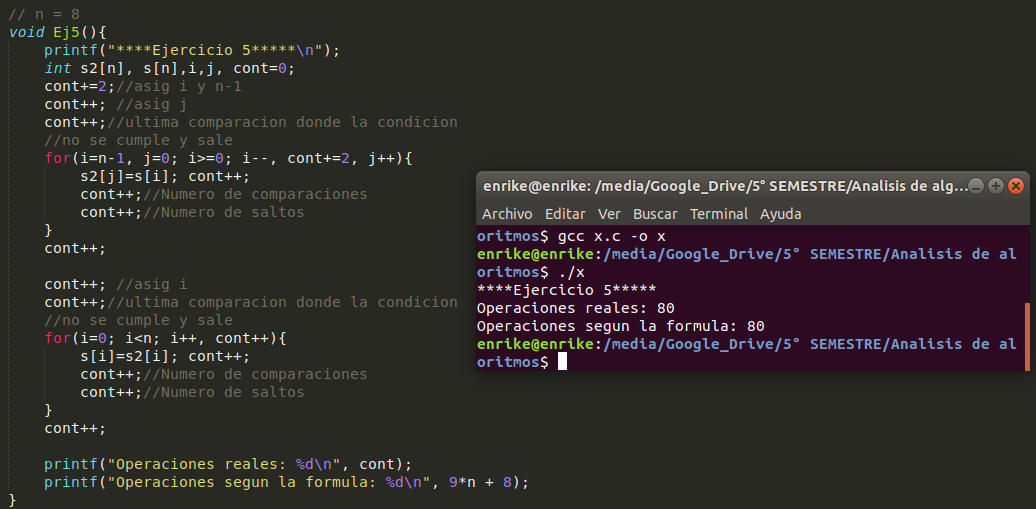 // n = 8
void Ej5(){
    printf("****Ejercicio 5*****\n");
    int s2[n], s[n],i,j, cont=0;
    cont+=2;//asig i y n-1
    cont++; //asig j
    cont++;//ultima comparacion donde la condicion
    //no se cumple y sale
    for(i=n-1, j=0; i>=0; i--, cont+=2, j++){
        s2[j]=s[i]; cont++;
        cont++;//Numero de comparaciones
        cont++;//Numero de saltos
    }
    cont++;

    cont++; //asig i
    cont++;//ultima comparacion donde la condicion
    //no se cumple y sale
    for(i=0; i<n; i++, cont++){
        s[i]=s2[i]; cont++;
        cont++;//Numero de comparaciones
        cont++;//Numero de saltos
    }
    cont++;

    printf("Operaciones reales: %d\n", cont);
    printf("Operaciones segun la formula: %d\n", 9*n + 8);
}
enrike@enrike: /media/Google_Drive/5° SEMESTRE/Analisis de alg...
Archivo Editar Ver Buscar Terminal Ayuda
oritmos$ gcc x.c -o x
enrike@enrike:/media/Google_Drive/5° SEMESTRE/Analisis de al
oritmos$ ./x
****Ejercicio 5*****
Operaciones reales: 80
Operaciones segun la formula: 80
enrike@enrike:/media/Google_Drive/5° SEMESTRE/Analisis de al
oritmos$